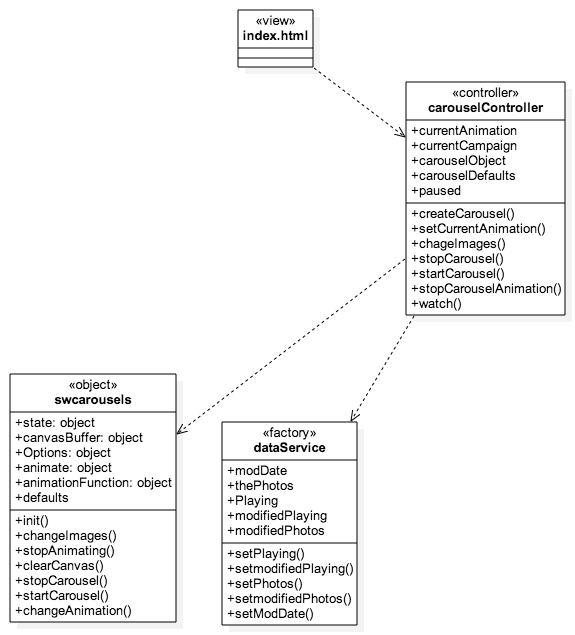 «view»
index.html
«controller»
carouselController
+currentAnimation
+currentCampaign
+carouselObject
+carouselDefaults
+paused
+createCarousel()
+setCurrentAnimation()
+chageImages()
+stopCarousel()
+startCarousel()
+stopCarouselAnimation()
+watch()
«object»
swcarousels
+state: object
+canvasBuffer: object
+Options: object
+animate: object
+animationFunction: object
+defaults
+init()
+changeImages()
+stopAnimating()
+clearCanvas()
+stopCarousel()
+startCarousel()
+changeAnimation()
«factory»
dataService
+modDate
+thePhotos
+Playing
+modifiedPlaying
+modifiedPhotos
+setPlaying()
+setmodifiedPlaying()
+setPhotos()
+setmodifiedPhotos()
+setModDate()